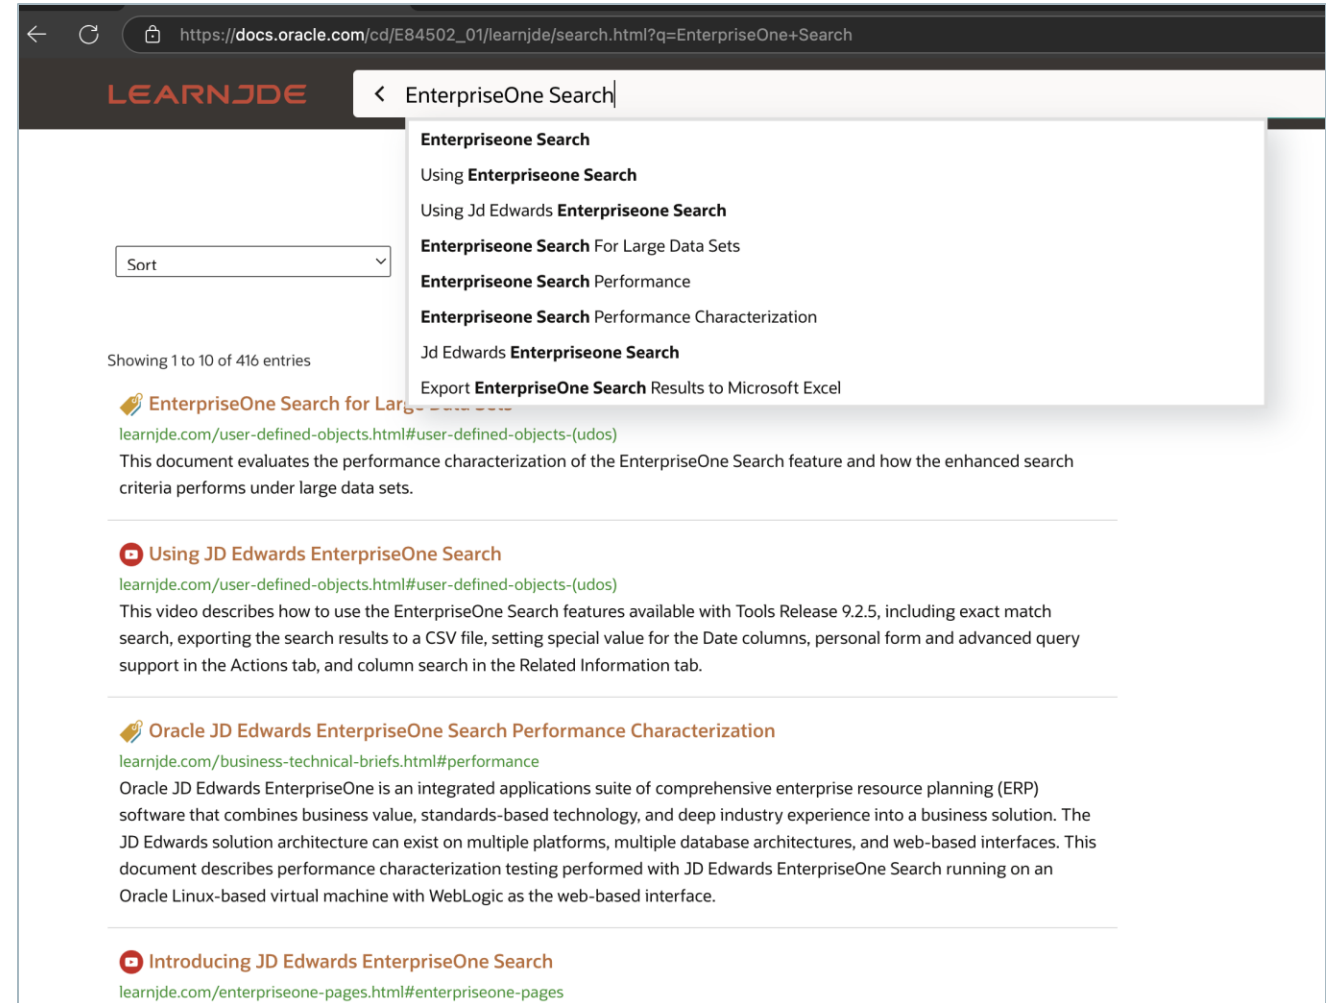 https://docs.oracle.com/cd/E84502_01/learnjde/search.html?q=EnterpriseOne+Search
LEARNJDE
EnterpriseOne Search
Enterpriseone Search
Using Enterpriseone Search
Using Jd Edwards Enterpriseone Search
Enterpriseone Search For Large Data Sets
Enterpriseone Search Performance
Enterpriseone Search Performance Characterization
Jd Edwards Enterpriseone Search
Export EnterpriseOne Search Results to Microsoft Excel
Sort
Showing 1 to 10 of 416 entries
EnterpriseOne Search for Large Data Sets
learnjde.com/user-defined-objects.html#user-defined-objects-(udos)
This document evaluates the performance characterization of the EnterpriseOne Search feature and how the enhanced search
criteria performs under large data sets.
Using JD Edwards EnterpriseOne Search
learnjde.com/user-defined-objects.html#user-defined-objects-(udos)
This video describes how to use the EnterpriseOne Search features available with Tools Release 9.2.5, including exact match
search, exporting the search results to a CSV file, setting special value for the Date columns, personal form and advanced query
support in the Actions tab, and column search in the Related Information tab.
Oracle JD Edwards EnterpriseOne Search Performance Characterization
learnjde.com/business-technical-briefs.html#performance
Oracle JD Edwards EnterpriseOne is an integrated applications suite of comprehensive enterprise resource planning (ERP)
software that combines business value, standards-based technology, and deep industry experience into a business solution. The
JD Edwards solution architecture can exist on multiple platforms, multiple database architectures, and web-based interfaces. This
document describes performance characterization testing performed with JD Edwards EnterpriseOne Search running on an
Oracle Linux-based virtual machine with WebLogic as the web-based interface.
Introducing JD Edwards EnterpriseOne Search
learnjde.com/enterpriseone-pages.html#enterpriseone-pages